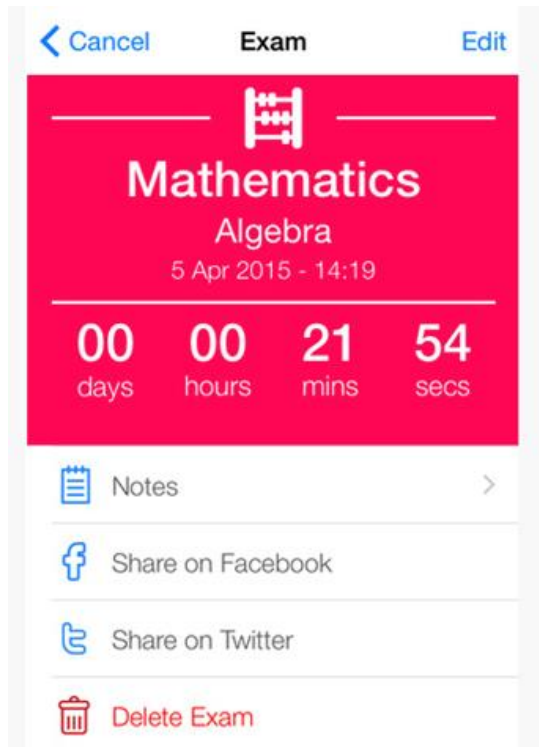 Cancel Exam Edit
Mathematics
Algebra
5 Apr 2015 - 14:19
00 00 21 54
days hours mins secs
Notes
Share on Facebook
Share on Twitter
Delete Exam